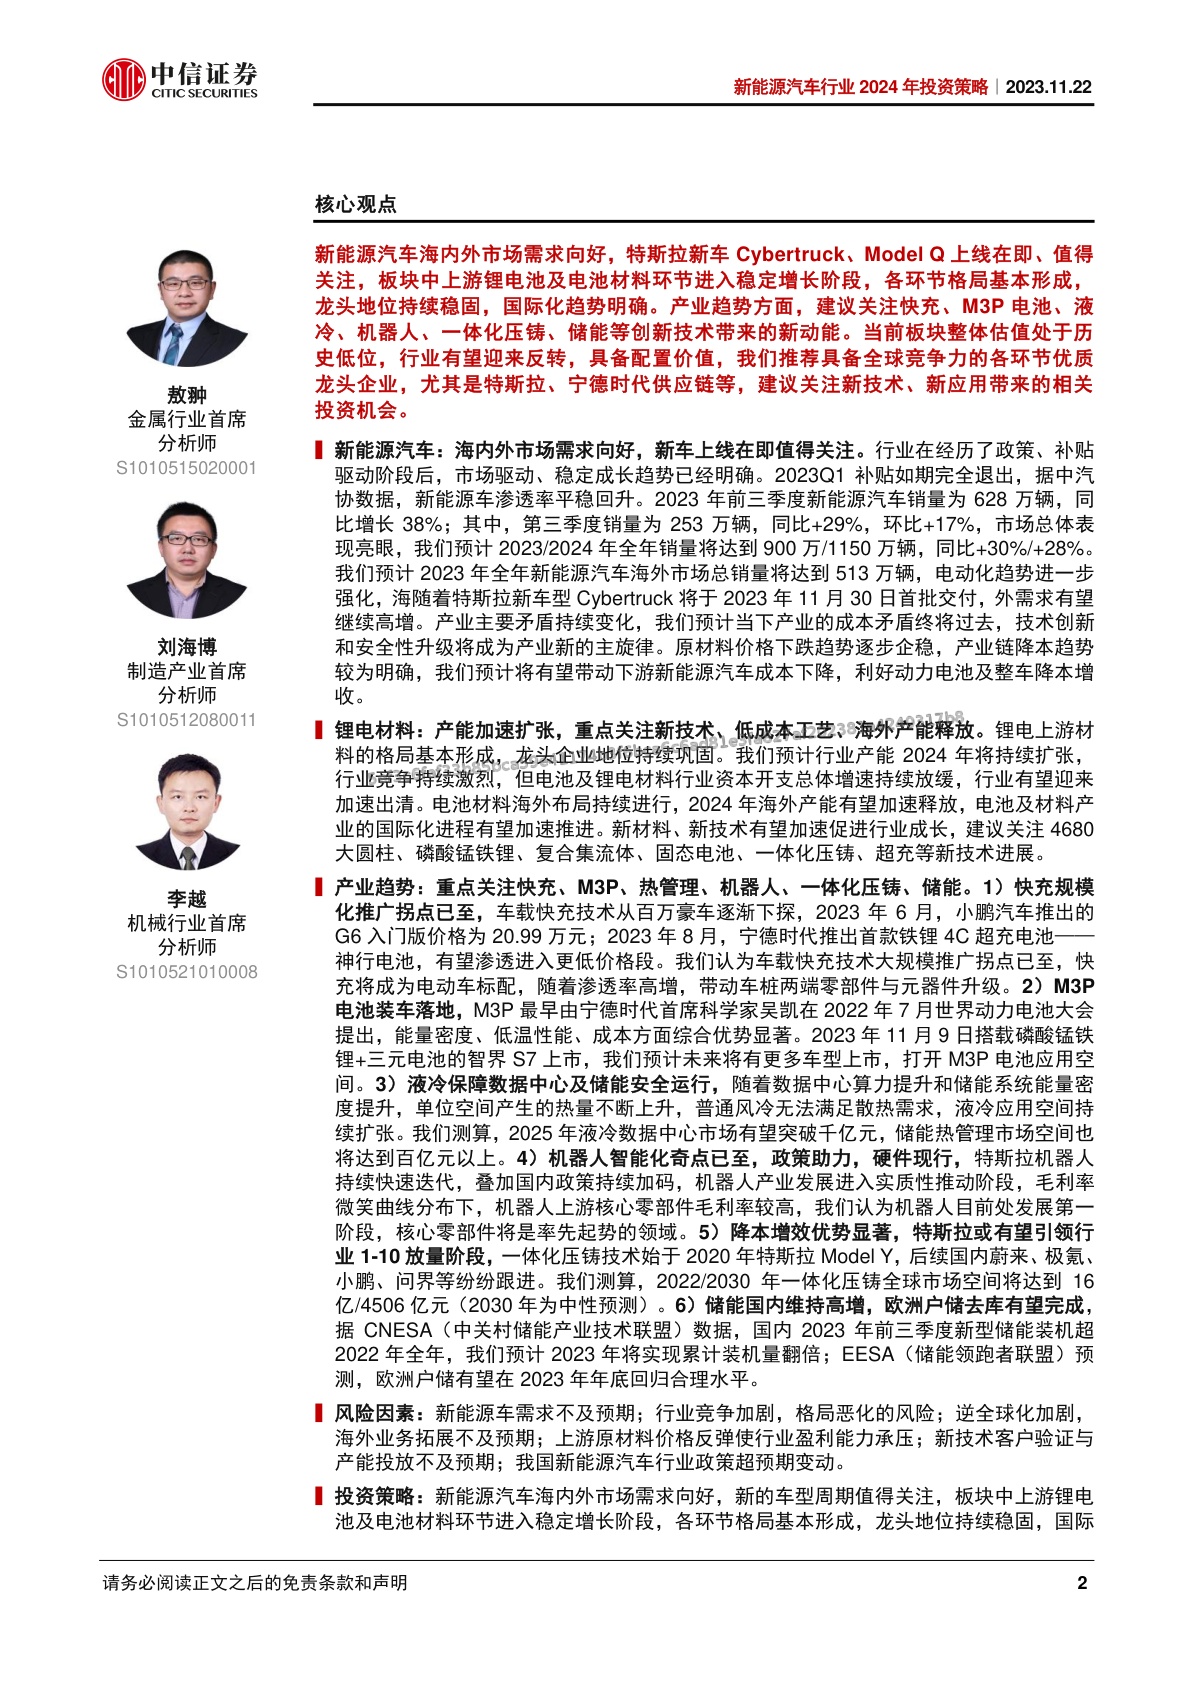 中信证券
CITIC SECURITIES
新能源汽车行业 2024 年投资策略｜2023.11.22
核心观点
敖翀
金属行业首席
分析师
S1010515020001
刘海博
制造产业首席
分析师
S1010512080011
李越
机械行业首席
分析师
S1010521010008
新能源汽车海内外市场需求向好，特斯拉新车 Cybertruck、Model Q 上线在即、值得
关注，板块中上游锂电池及电池材料环节进入稳定增长阶段，各环节格局基本形成，
龙头地位持续稳固，国际化趋势明确。产业趋势方面，建议关注快充、M3P 电池、液
冷、机器人、一体化压铸、储能等创新技术带来的新动能。当前板块整体估值处于历
史低位，行业有望迎来反转，具备配置价值，我们推荐具备全球竞争力的各环节优质
龙头企业，尤其是特斯拉、宁德时代供应链等，建议关注新技术、新应用带来的相关
投资机会。
新能源汽车：海内外市场需求向好，新车上线在即值得关注。行业在经历了政策、补贴
驱动阶段后，市场驱动、稳定成长趋势已经明确。2023Q1 补贴如期完全退出，据中汽
协数据，新能源车渗透率平稳回升。2023 年前三季度新能源汽车销量为 628 万辆，同
比增长 38%；其中，第三季度销量为 253 万辆，同比+29%，环比+17%，市场总体表
现亮眼，我们预计 2023/2024 年全年销量将达到 900 万/1150 万辆，同比+30%/+28%。
我们预计 2023 年全年新能源汽车海外市场总销量将达到 513 万辆，电动化趋势进一步
强化，海随着特斯拉新车型 Cybertruck 将于 2023 年 11 月 30 日首批交付，外需求有望
继续高增。产业主要矛盾持续变化，我们预计当下产业的成本矛盾终将过去，技术创新
和安全性升级将成为产业新的主旋律。原材料价格下跌趋势逐步企稳，产业链降本趋势
较为明确，我们预计将有望带动下游新能源汽车成本下降，利好动力电池及整车降本增
收。
锂电材料：产能加速扩张，重点关注新技术、低成本工艺、海外产能释放。锂电上游材
料的格局基本形成，龙头企业的地位持续巩固。我们预计行业产能 2024 年将持续扩张，
行业竞争持续激烈，但电池及锂电材料行业资本开支总体增速持续放缓，行业有望迎来
加速出清。电池材料海外布局持续进行，2024 年海外产能有望加速释放，电池及材料产
业的国际化进程有望加速推进。新材料、新技术有望加速促进行业成长，建议关注 4680
大圆柱、磷酸锰铁锂、复合集流体、固态电池、一体化压铸、超充等新技术进展。
产业趋势：重点关注快充、M3P、热管理、机器人、一体化压铸、储能。1）快充规模
化推广拐点已至，车载快充技术从百万豪车逐渐下探，2023 年 6 月，小鹏汽车推出的
G6 入门版价格为 20.99 万元；2023 年 8 月，宁德时代推出首款铁锂 4C 超充电池——
神行电池，有望渗透进入更低价格段。我们认为车载快充技术大规模推广拐点已至，快
充将成为电动车标配，随着渗透率高增，带动车桩两端零部件与元器件升级。2）M3P
电池装车落地，M3P 最早由宁德时代首席科学家吴凯在 2022 年 7 月世界动力电池大会
提出，能量密度、低温性能、成本方面综合优势显著。2023 年 11 月 9 日搭载磷酸锰铁
锂+三元电池的智界 S7 上市，我们预计未来将有更多车型上市，打开 M3P 电池应用空
间。3）液冷保障数据中心及储能安全运行，随着数据中心算力提升和储能系统能量密
度提升，单位空间产生的热量不断上升，普通风冷无法满足散热需求，液冷应用空间持
续扩张。我们测算，2025 年液冷数据中心市场有望突破千亿元，储能热管理市场空间也
将达到百亿元以上。4）机器人智能化奇点已至，政策助力，硬件现行，特斯拉机器人
持续快速迭代，叠加国内政策持续加码，机器人产业发展进入实质性推动阶段，毛利率
微笑曲线分布下，机器人上游核心零部件毛利率较高，我们认为机器人目前处发展第一
阶段，核心零部件将是率先起势的领域。5）降本增效优势显著，特斯拉或有望引领行
业 1-10 放量阶段，一体化压铸技术始于 2020 年特斯拉 Model Y，后续国内蔚来、极氪、
小鹏、问界等纷纷跟进。我们测算，2022/2030 年一体化压铸全球市场空间将达到 16
亿/4506 亿元（2030 年为中性预测）。6）储能国内维持高增，欧洲户储去库有望完成，
据 CNESA（中关村储能产业技术联盟）数据，国内 2023 年前三季度新型储能装机超
2022 年全年，我们预计 2023 年将实现累计装机量翻倍；EESA（储能领跑者联盟）预
测，欧洲户储有望在 2023 年年底回归合理水平。
风险因素：新能源车需求不及预期；行业竞争加剧，格局恶化的风险；逆全球化加剧，
海外业务拓展不及预期；上游原材料价格反弹使行业盈利能力承压；新技术客户验证与
产能投放不及预期；我国新能源汽车行业政策超预期变动。
投资策略：新能源汽车海内外市场需求向好，新的车型周期值得关注，板块中上游锂电
池及电池材料环节进入稳定增长阶段，各环节格局基本形成，龙头地位持续稳固，国际
请务必阅读正文之后的免责条款和声明
2